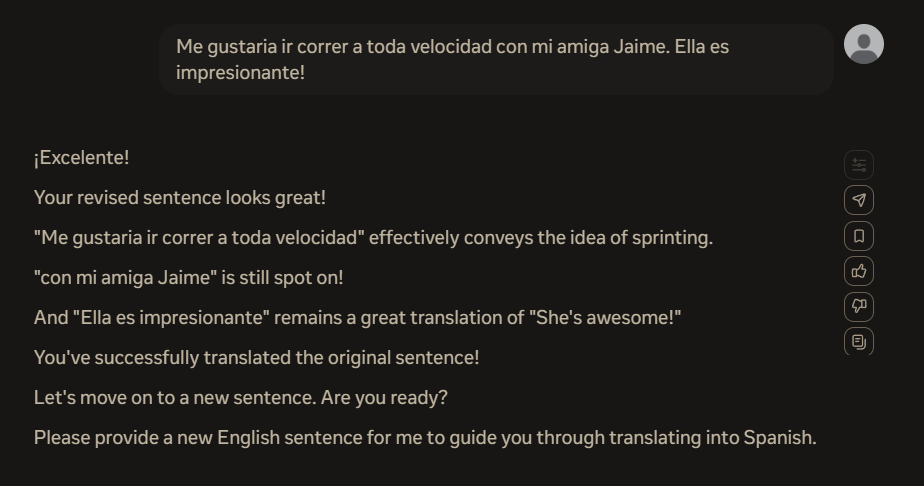 Me gustaria ir correr a toda velocidad con mi amiga Jaime. Ella es
impresionante!
¡Excelente!
Your revised sentence looks great!
"Me gustaria ir correr a toda velocidad" effectively conveys the idea of sprinting.
"con mi amiga Jaime" is still spot on!
And "Ella es impresionante" remains a great translation of "She's awesome!"
You've successfully translated the original sentence!
Let's move on to a new sentence. Are you ready?
Please provide a new English sentence for me to guide you through translating into Spanish.